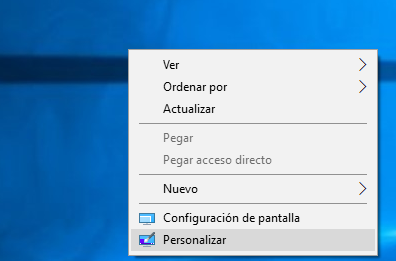 Ver
Ordenar por
Actualizar
Pegar
Pegar acceso directo
Nuevo
Configuración de pantalla
Personalizar